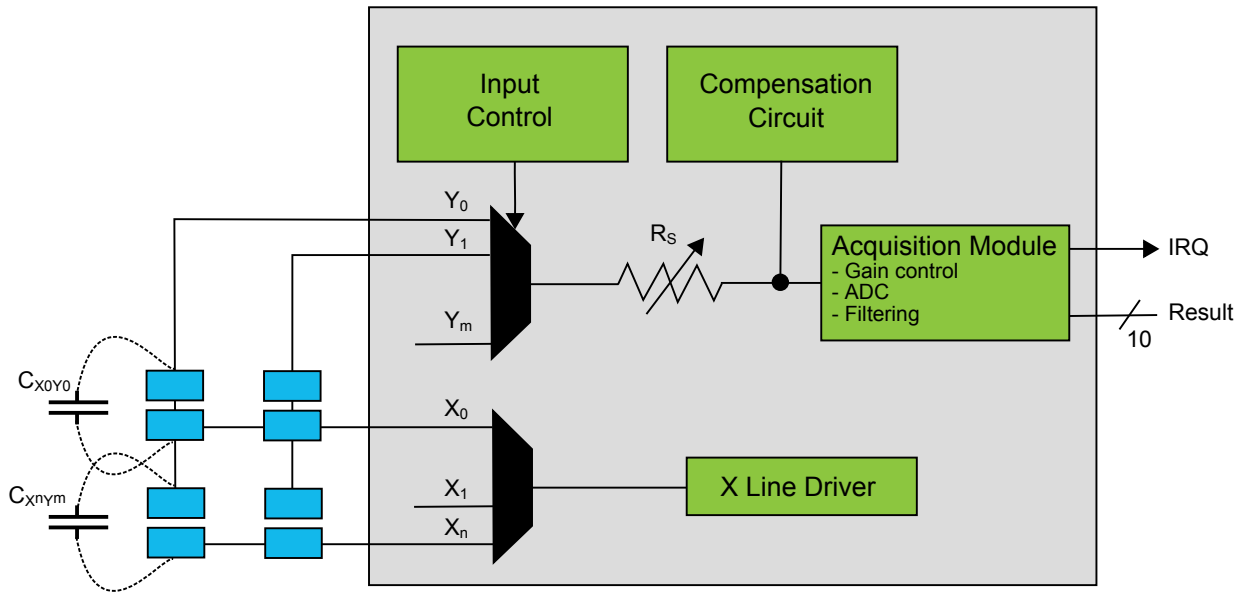 Input
Control
Compensation
Circuit
Y0
Y1
Ym
RS
Acquisition Module
- Gain control
- ADC
- Filtering
IRQ
Result
10
CX0Y0
CXnYm
X0
X1
Xn
X Line Driver